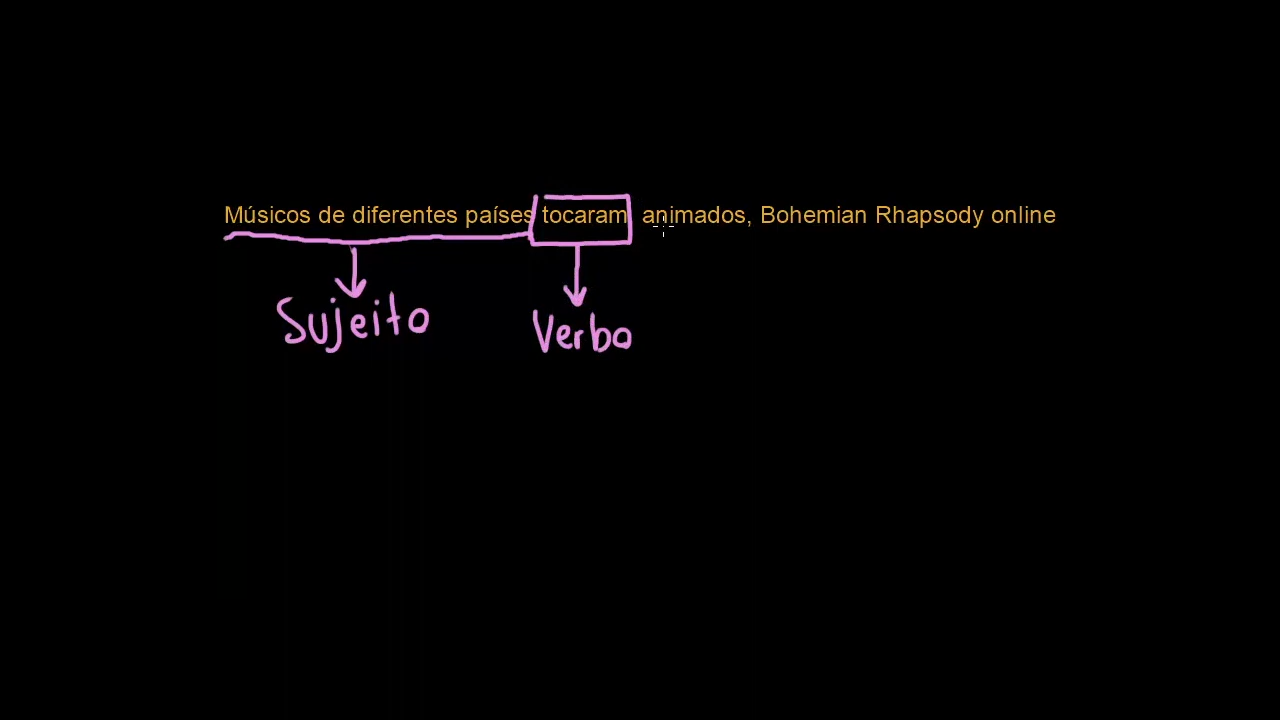 Músicos de diferentes países tocaram animados, Bohemian Rhapsody online
Sujeito Verbo